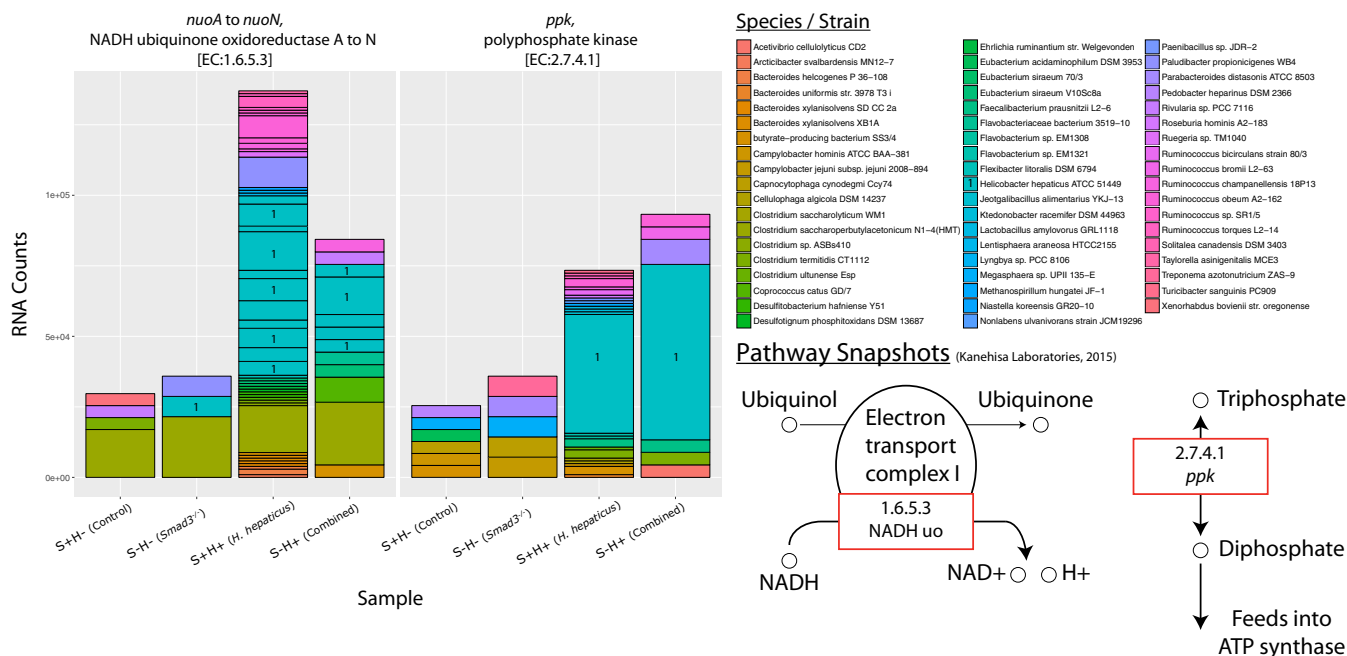 nuoA to nuoN,
NADH ubiquinone oxidoreductase A to N
[EC:1.6.5.3]
ppk,
polyphosphate kinase
[EC:2.7.4.1]
RNA Counts
1e+05
5e+04
0e+00
1
1
1
1
1
1
1
1
1
1
1
S+H- (Control)
S-H- (Smad3-/-)
S+H+ (H. hepaticus)
S-H+ (Combined)
S+H- (Control)
S-H- (Smad3-/-)
S+H+ (H. hepaticus)
S-H+ (Combined)
Sample
Species / Strain
Acetivibrio cellulolyticus CD2
Arcticibacter svalbardensis MN12-7
Bacteroides helcogenes P 36-108
Bacteroides uniformis str. 3978 T3 i
Bacteroides xylanisolvens SD CC 2a
Bacteroides xylanisolvens XB1A
butyrate-producing bacterium SS3/4
Campylobacter hominis ATCC BAA-381
Campylobacter jejuni subsp. jejuni 2008-894
Capnocytophaga cynodegmi Ccy74
Cellulophaga algicola DSM 14237
Clostridium saccharolyticum WM1
Clostridium saccharoperbutylacetonicum N1-4(HMT)
Clostridium sp. ASBs410
Clostridium termitidis CT1112
Clostridium ultunense Esp
Coprococcus catus GD/7
Desulfitobacterium hafniense Y51
Desulfotignum phosphitoxidans DSM 13687
Ehrlichia ruminantium str. Welgevonden
Eubacterium acidaminophilum DSM 3953
Eubacterium siraeum 70/3
Eubacterium siraeum V10Sc8a
Faecalibacterium prausnitzii L2-6
Flavobacteriaceae bacterium 3519-10
Flavobacterium sp. EM1308
Flavobacterium sp. EM1321
Flexibacter litoralis DSM 6794
1 Helicobacter hepaticus ATCC 51449
Jeotgalibacillus alimentarius YKJ-13
Ktedonobacter racemifer DSM 44963
Lactobacillus amylovorus GRL1118
Lentisphaera araneosa HTCC2155
Lyngbya sp. PCC 8106
Megasphaera sp. UPII 135-E
Methanospirillum hungatei JF-1
Niastella koreensis GR20-10
Nonlabens ulvanivorans strain JCM19296
Paenibacillus sp. JDR-2
Paludibacter propionicigenes WB4
Parabacteroides distasonis ATCC 8503
Pedobacter heparinus DSM 2366
Rivularia sp. PCC 7116
Roseburia hominis A2-183
Ruegeria sp. TM1040
Ruminococcus bicirculans strain 80/3
Ruminococcus bromii L2-63
Ruminococcus champanellensis 18P13
Ruminococcus obeum A2-162
Ruminococcus sp. SR1/5
Ruminococcus torques L2-14
Solitalea canadensis DSM 3403
Taylorella asinigenitalis MCE3
Treponema azotonutricium ZAS-9
Turicibacter sanguinis PC909
Xenorhabdus bovienii str. oregonense
Pathway Snapshots (Kanehisa Laboratories, 2015)
Ubiquinol
Electron
transport
complex I
Ubiquinone
1.6.5.3
NADH uo
NADH
NAD+
H+
Triphosphate
2.7.4.1
ppk
Diphosphate
Feeds into
ATP synthase